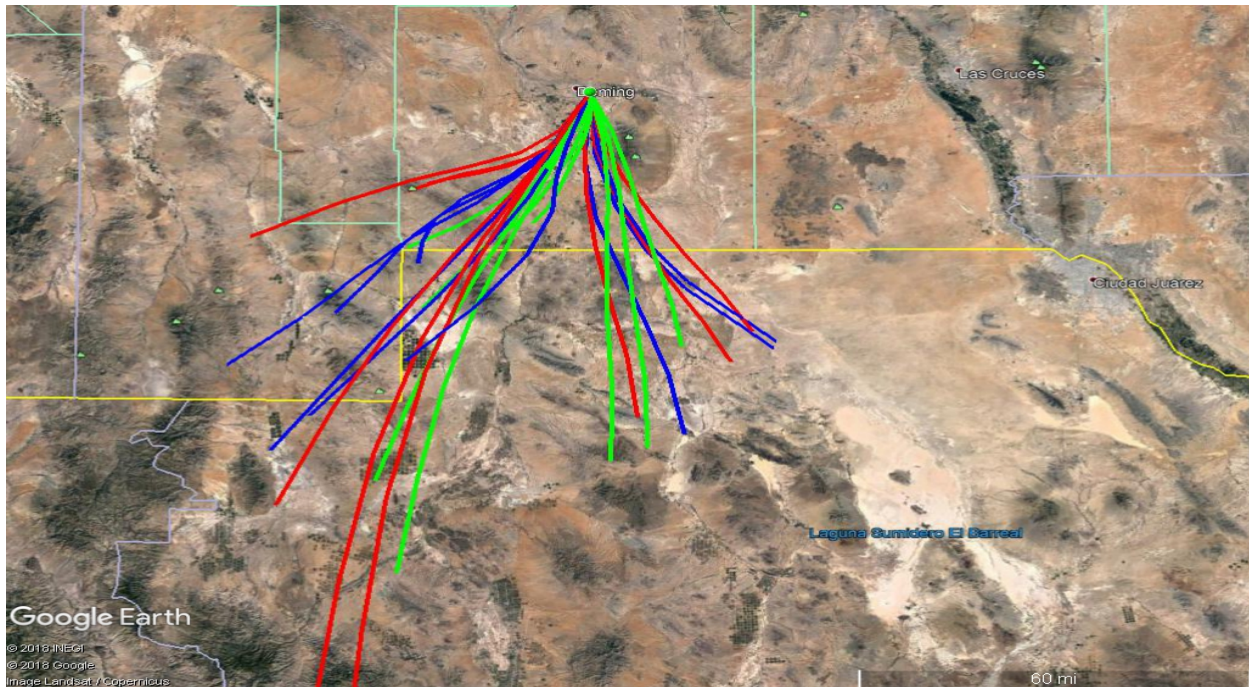 Las Cruces
Deming
Ciudad Juárez
Laguna Sumidero El Barreal
Google Earth
© 2018 INEGI
© 2018 Google
Image Landsat / Copernicus
60 mi